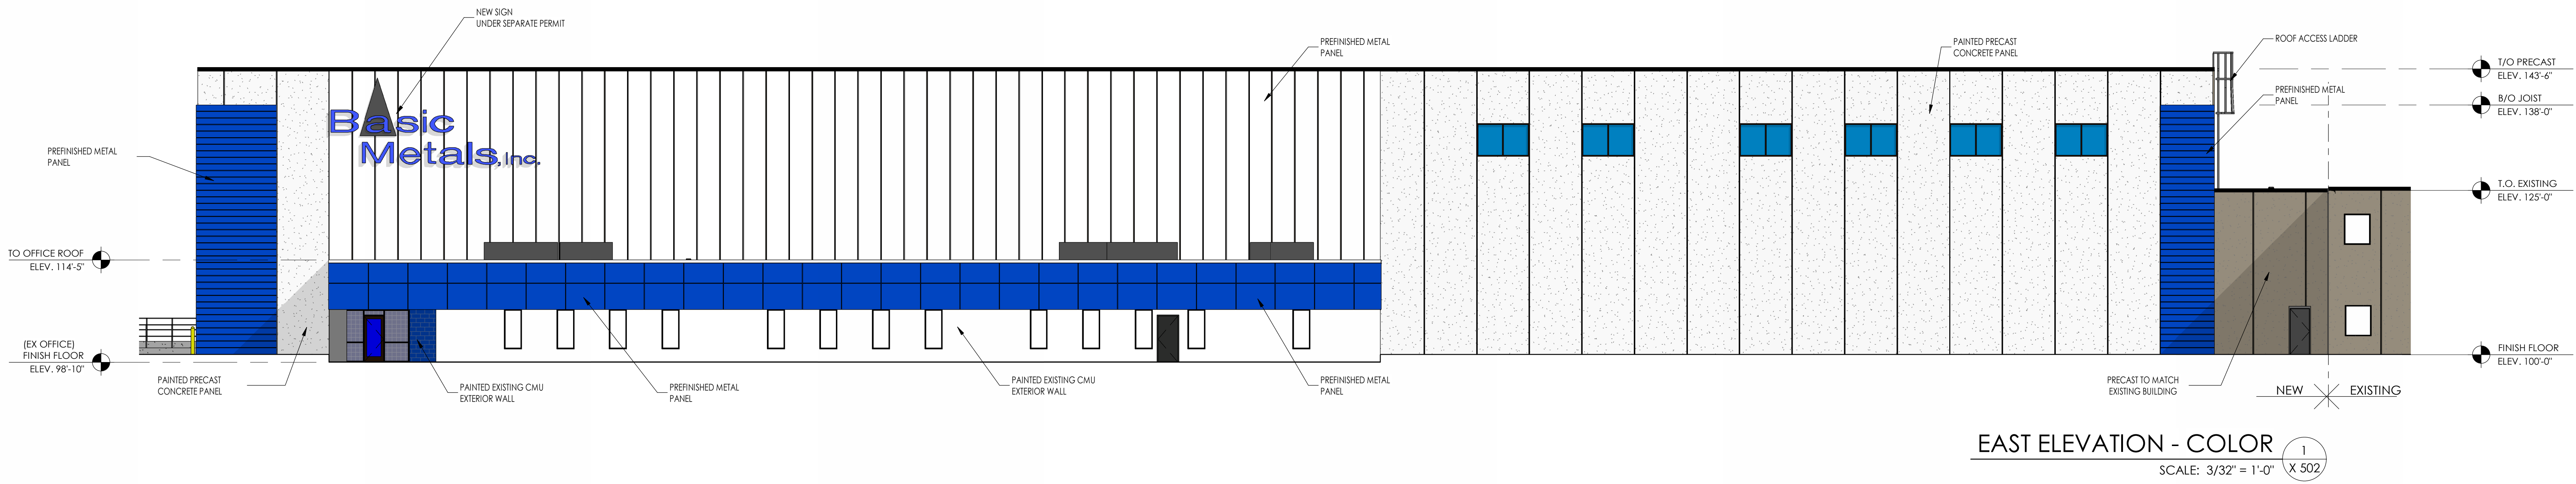 NEW SIGN
UNDER SEPARATE PERMIT
PREFINISHED METAL
PANEL
PAINTED PRECAST
CONCRETE PANEL
ROOF ACCESS LADDER
T/O PRECAST
ELEV. 143'-6"
PREFINISHED METAL
PANEL
B/O JOIST
ELEV. 138'-0"
Basic
Metals, Inc.
PREFINISHED METAL
PANEL
T.O. EXISTING
ELEV. 125'-0"
TO OFFICE ROOF
ELEV. 114'-5"
(EX OFFICE)
FINISH FLOOR
ELEV. 98'-10"
FINISH FLOOR
ELEV. 100'-0"
PAINTED PRECAST
CONCRETE PANEL
PAINTED EXISTING CMU
EXTERIOR WALL
PREFINISHED METAL
PANEL
PAINTED EXISTING CMU
EXTERIOR WALL
PREFINISHED METAL
PANEL
PRECAST TO MATCH
EXISTING BUILDING
NEW
EXISTING
EAST ELEVATION - COLOR
SCALE: 3/32" = 1'-0"
1
X 502